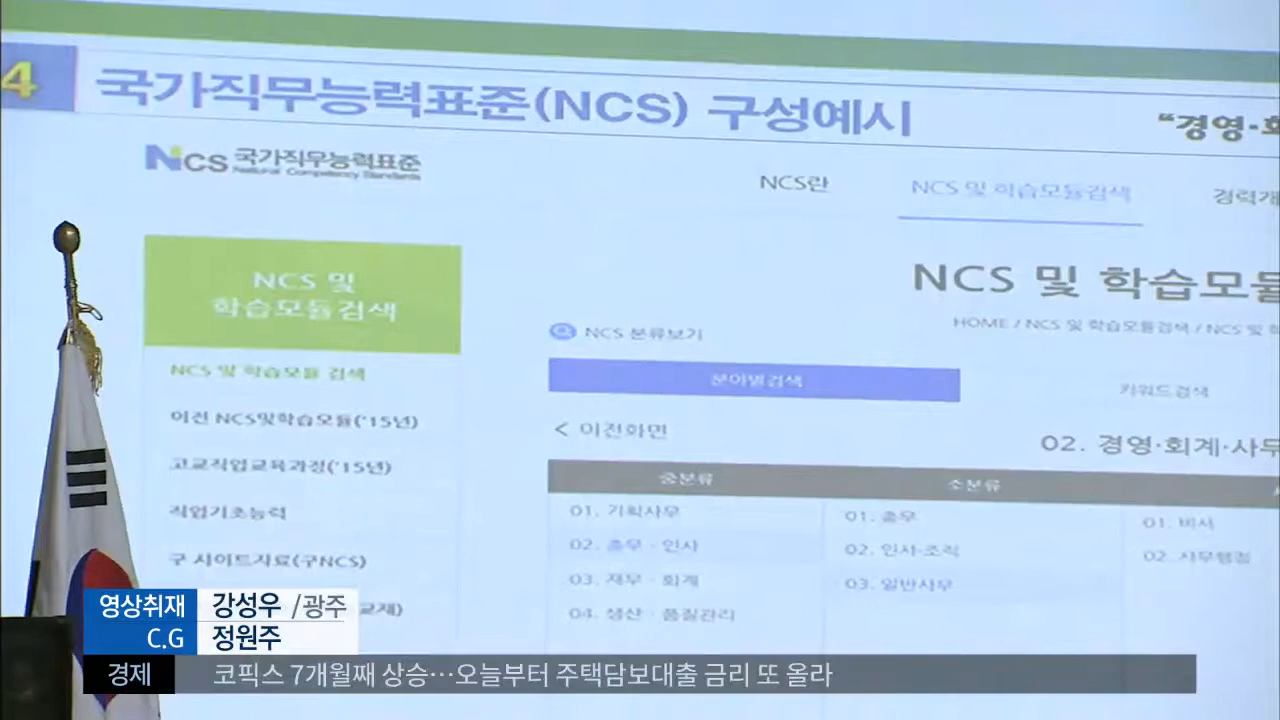 4 국가직무능력표준(NCS) 구성예시
“경영·회
NCS 국가직무능력표준
National Competency Standards
NCS란 NCS 및 학습모듈검색 경력개
NCS 및
학습모듈검색
NCS 및 학습모듈 검색
이전 NCS및학습모듈('15년)
고교직업교육과정('15년)
직업기초능력
구 사이트자료(구NCS)
교재)
NCS 및 학습모듈
HOME / NCS 및 학습모듈검색 / NCS 및 학
NCS 분류보기
분야별검색 키워드검색
< 이전화면
02. 경영·회계·사무
중분류 소분류
01. 기획사무 01. 총무 01. 비서
02. 총무·인사 02. 인사·조직 02. 사무행정
03. 재무·회계 03. 일반사무
04. 생산·품질관리
영상취재 강성우 /광주
C.G 정원주
경제 코픽스 7개월째 상승…오늘부터 주택담보대출 금리 또 올라